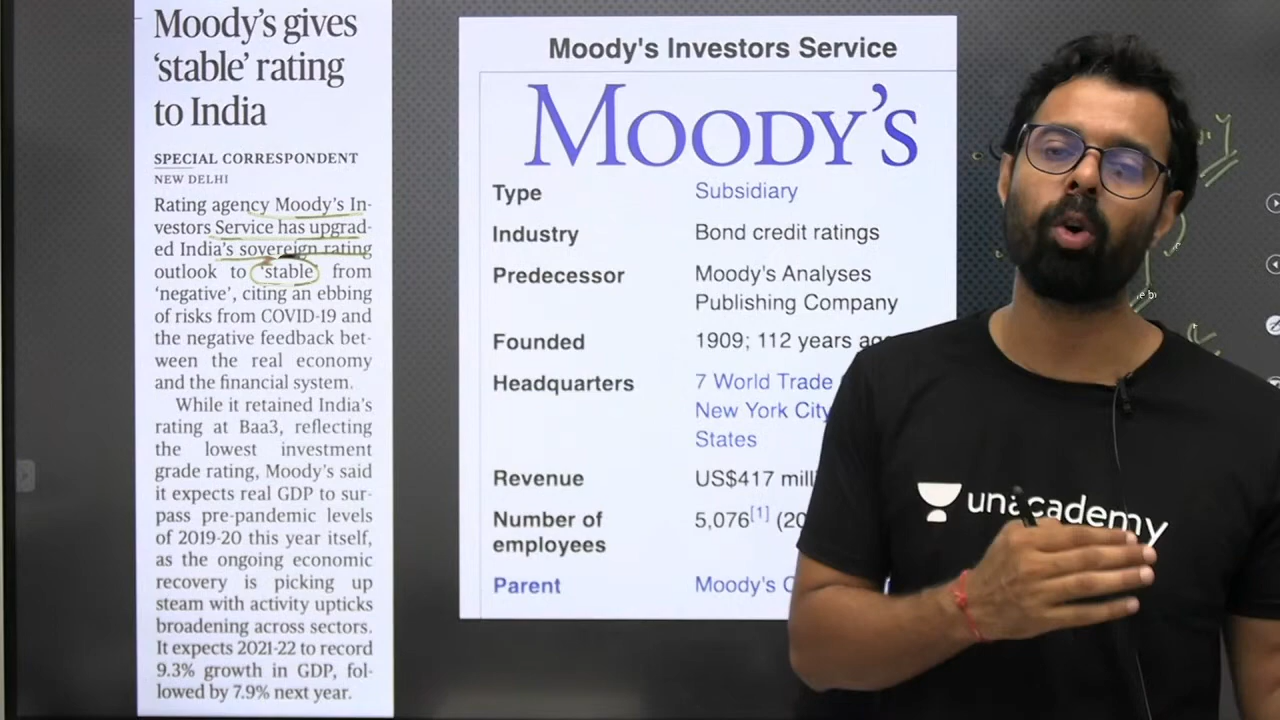 Moody's gives
'stable' rating
to India
SPECIAL CORRESPONDENT
NEW DELHI
Rating agency Moody's In-
vestors Service has upgrad-
ed India's sovereign rating
outlook to 'stable' from
'negative', citing an ebbing
of risks from COVID-19 and
the negative feedback bet-
ween the real economy
and the financial system.
While it retained India's
rating at Baa3, reflecting
the lowest investment
grade rating, Moody's said
it expects real GDP to sur-
pass pre-pandemic levels
of 2019-20 this year itself,
as the ongoing economic
recovery is picking up
steam with activity upticks
broadening across sectors.
It expects 2021-22 to record
9.3% growth in GDP, fol-
lowed by 7.9% next year.
Moody's Investors Service
MOODY'S
Type Subsidiary
Industry Bond credit ratings
Predecessor Moody's Analyses
Publishing Company
Founded 1909; 112 years
Headquarters 7 World Trade
New York City
States
Revenue US$417
Number of employees 5,076[1]
Parent Moody's
unacademy